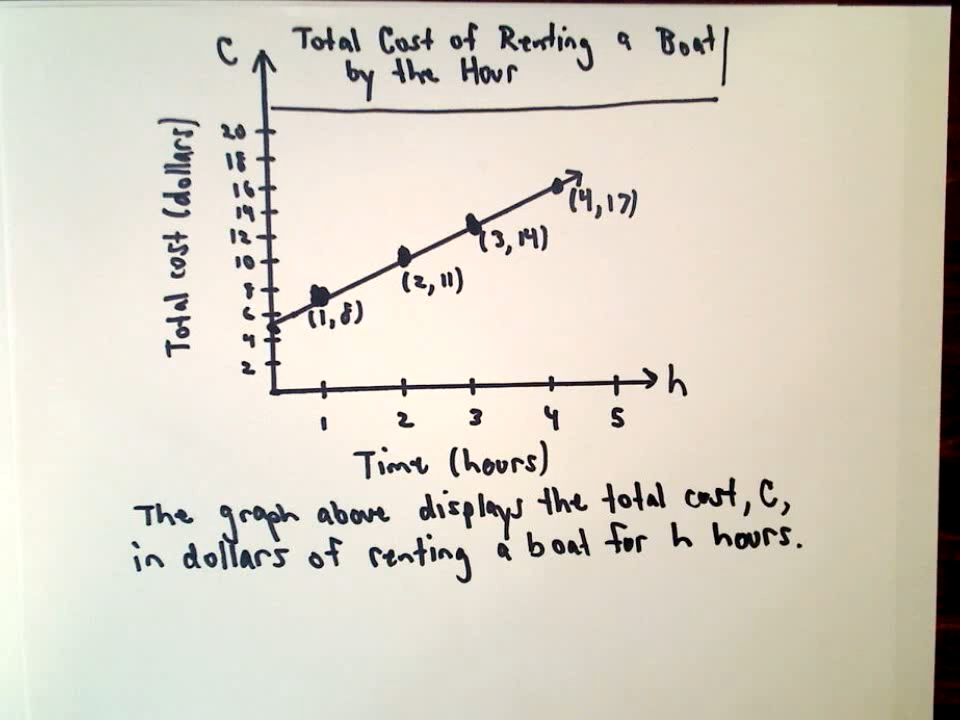 C
Total Cost of Renting a Boat
by the Hour
Total cost (dollars)
20
18
16
14
12
10
8
6
4
2
(4,17)
(3,14)
(2,11)
(1,8)
h
1 2 3 4 5
Time (hours)
The graph above displays the total cost, C,
in dollars of renting a boat for h hours.